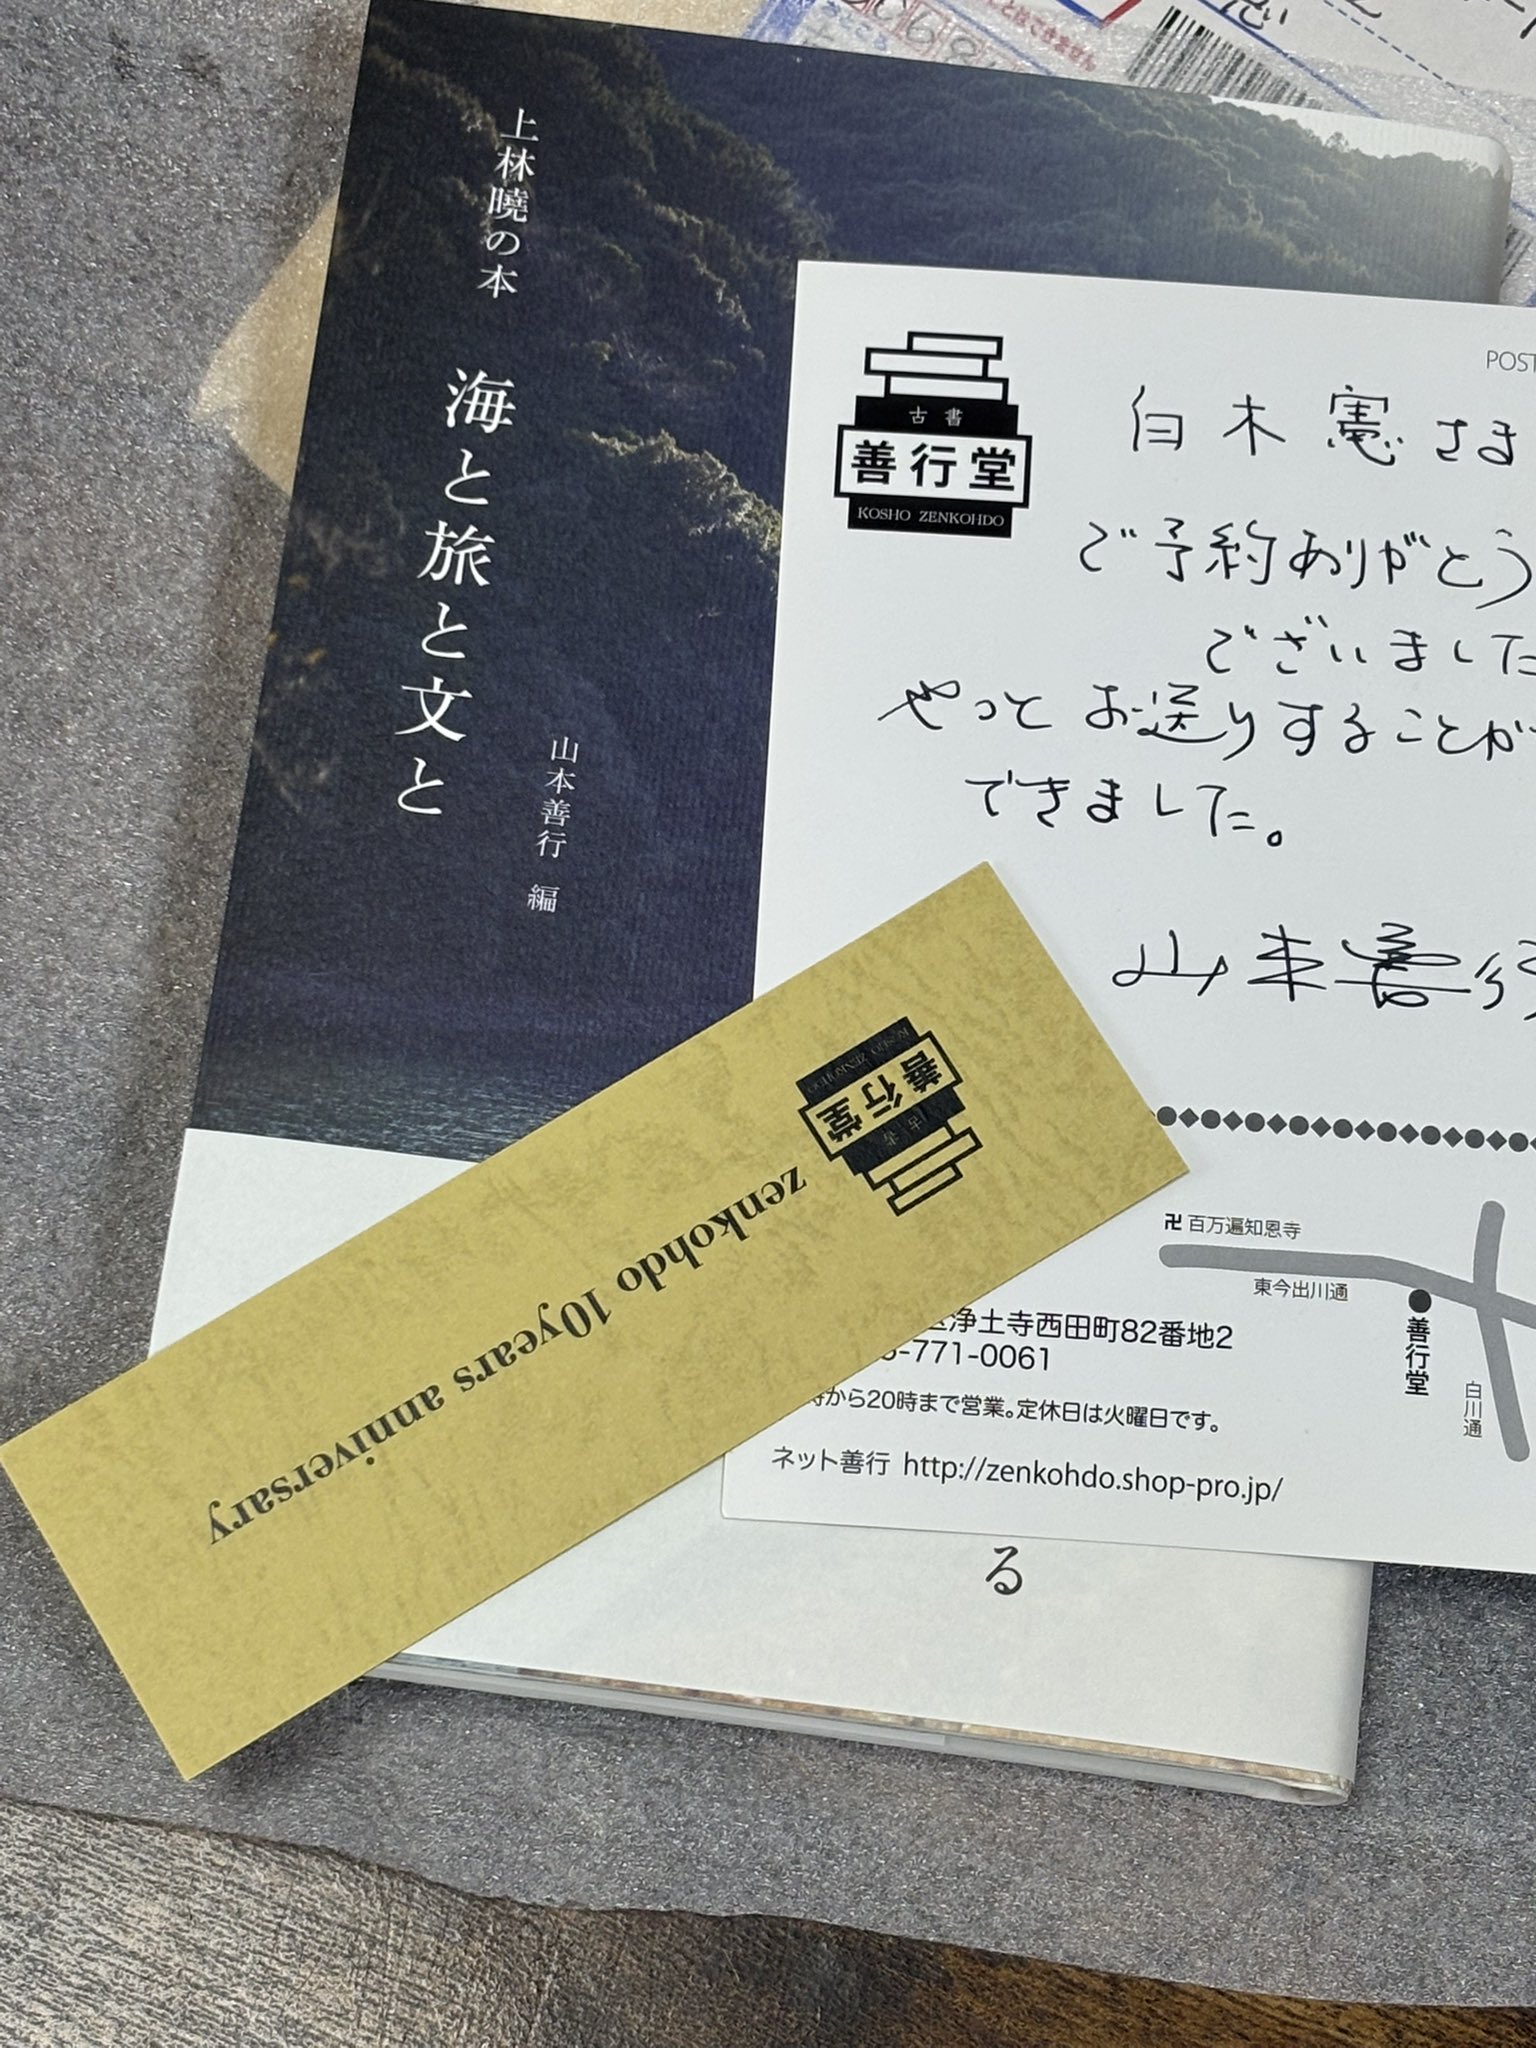 上林曉の本
海と旅と文と
山本善行 編
る
POST
古書
善行堂
KOSHO ZENKOHDO
白木憲さま
ご予約ありがとう
ございました
やっとお送りすることが
できました。
山本善行
卍百万遍知恩寺
東今出川通
善行堂
白川通
浄土寺西田町82番地2
-771-0061
時から20時まで営業。定休日は火曜日です。
ネット善行 http://zenkohdo.shop-pro.jp/
古書
善行堂
KOSHO ZENKOHDO
zenkohdo 10years anniversary